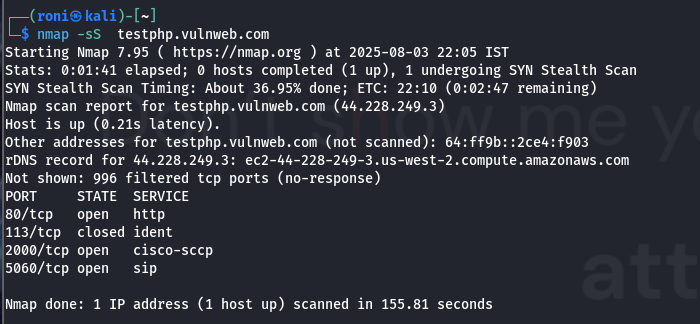 ┌──(roni㉿kali)-[~]
└─$ nmap -sS  testphp.vulnweb.com
Starting Nmap 7.95 ( https://nmap.org ) at 2025-08-03 22:05 IST
Stats: 0:01:41 elapsed; 0 hosts completed (1 up), 1 undergoing SYN Stealth Scan
SYN Stealth Scan Timing: About 36.95% done; ETC: 22:10 (0:02:47 remaining)
Nmap scan report for testphp.vulnweb.com (44.228.249.3)
Host is up (0.21s latency).
Other addresses for testphp.vulnweb.com (not scanned): 64:ff9b::2ce4:f903
rDNS record for 44.228.249.3: ec2-44-228-249-3.us-west-2.compute.amazonaws.com
Not shown: 996 filtered tcp ports (no-response)
PORT     STATE  SERVICE
80/tcp   open   http
113/tcp  closed ident
2000/tcp open   cisco-sccp
5060/tcp open   sip
Nmap done: 1 IP address (1 host up) scanned in 155.81 seconds